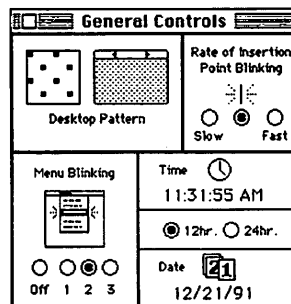 General Controls
Rate of Insertion
Point Blinking
Desktop Pattern
Slow Fast
Menu Blinking
Off 1 2 3
Time
11:31:55 AM
12hr. 24hr.
Date 21
12/21/91